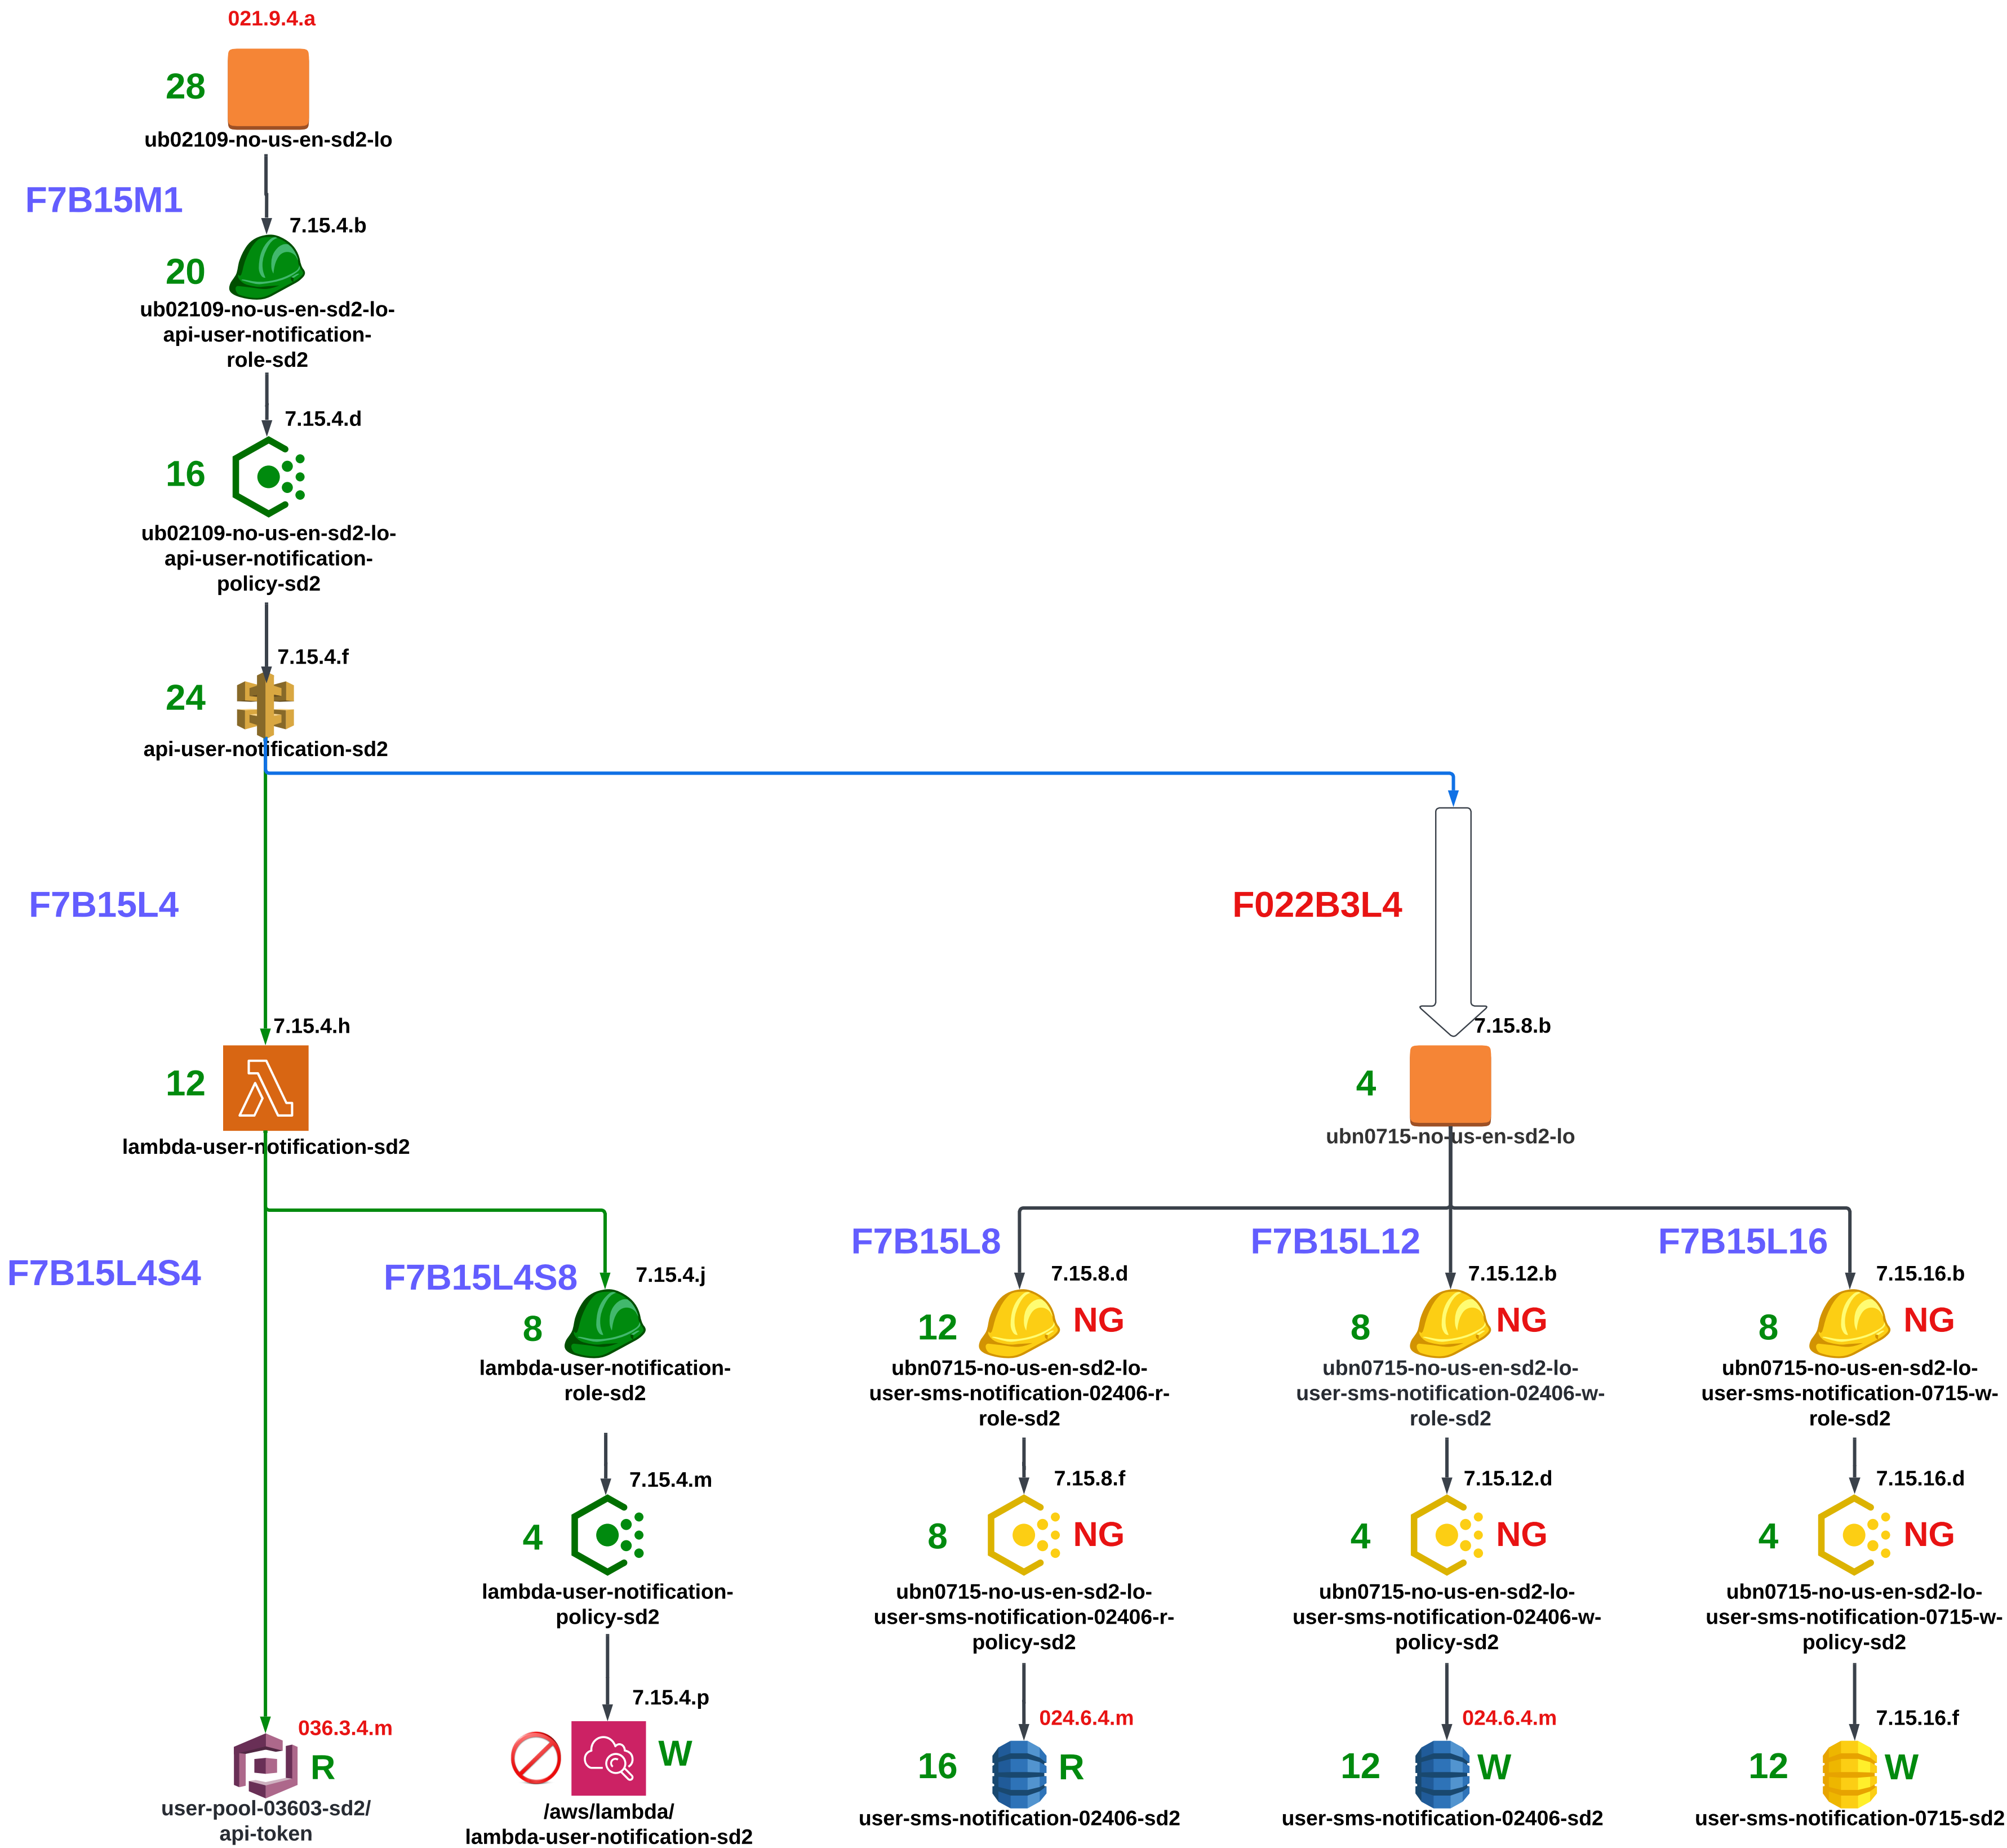 021.9.4.a
28
ub02109-no-us-en-sd2-lo
F7B15M1
7.15.4.b
20
ub02109-no-us-en-sd2-lo-
api-user-notification-
role-sd2
7.15.4.d
16
ub02109-no-us-en-sd2-lo-
api-user-notification-
policy-sd2
7.15.4.f
24
api-user-notification-sd2
F7B15L4
F022B3L4
7.15.4.h
12
lambda-user-notification-sd2
7.15.8.b
4
ubn0715-no-us-en-sd2-lo
F7B15L4S4
036.3.4.m
R
user-pool-03603-sd2/
api-token
F7B15L4S8
7.15.4.j
8
lambda-user-notification-
role-sd2
7.15.4.m
4
lambda-user-notification-
policy-sd2
7.15.4.p
W
/aws/lambda/
lambda-user-notification-sd2
F7B15L8
7.15.8.d
12
NG
ubn0715-no-us-en-sd2-lo-
user-sms-notification-02406-r-
role-sd2
7.15.8.f
8
NG
ubn0715-no-us-en-sd2-lo-
user-sms-notification-02406-r-
policy-sd2
024.6.4.m
16
R
user-sms-notification-02406-sd2
F7B15L12
7.15.12.b
8
NG
ubn0715-no-us-en-sd2-lo-
user-sms-notification-02406-w-
role-sd2
7.15.12.d
4
NG
ubn0715-no-us-en-sd2-lo-
user-sms-notification-02406-w-
policy-sd2
024.6.4.m
12
W
user-sms-notification-02406-sd2
F7B15L16
7.15.16.b
8
NG
ubn0715-no-us-en-sd2-lo-
user-sms-notification-0715-w-
role-sd2
7.15.16.d
4
NG
ubn0715-no-us-en-sd2-lo-
user-sms-notification-0715-w-
policy-sd2
7.15.16.f
12
W
user-sms-notification-0715-sd2